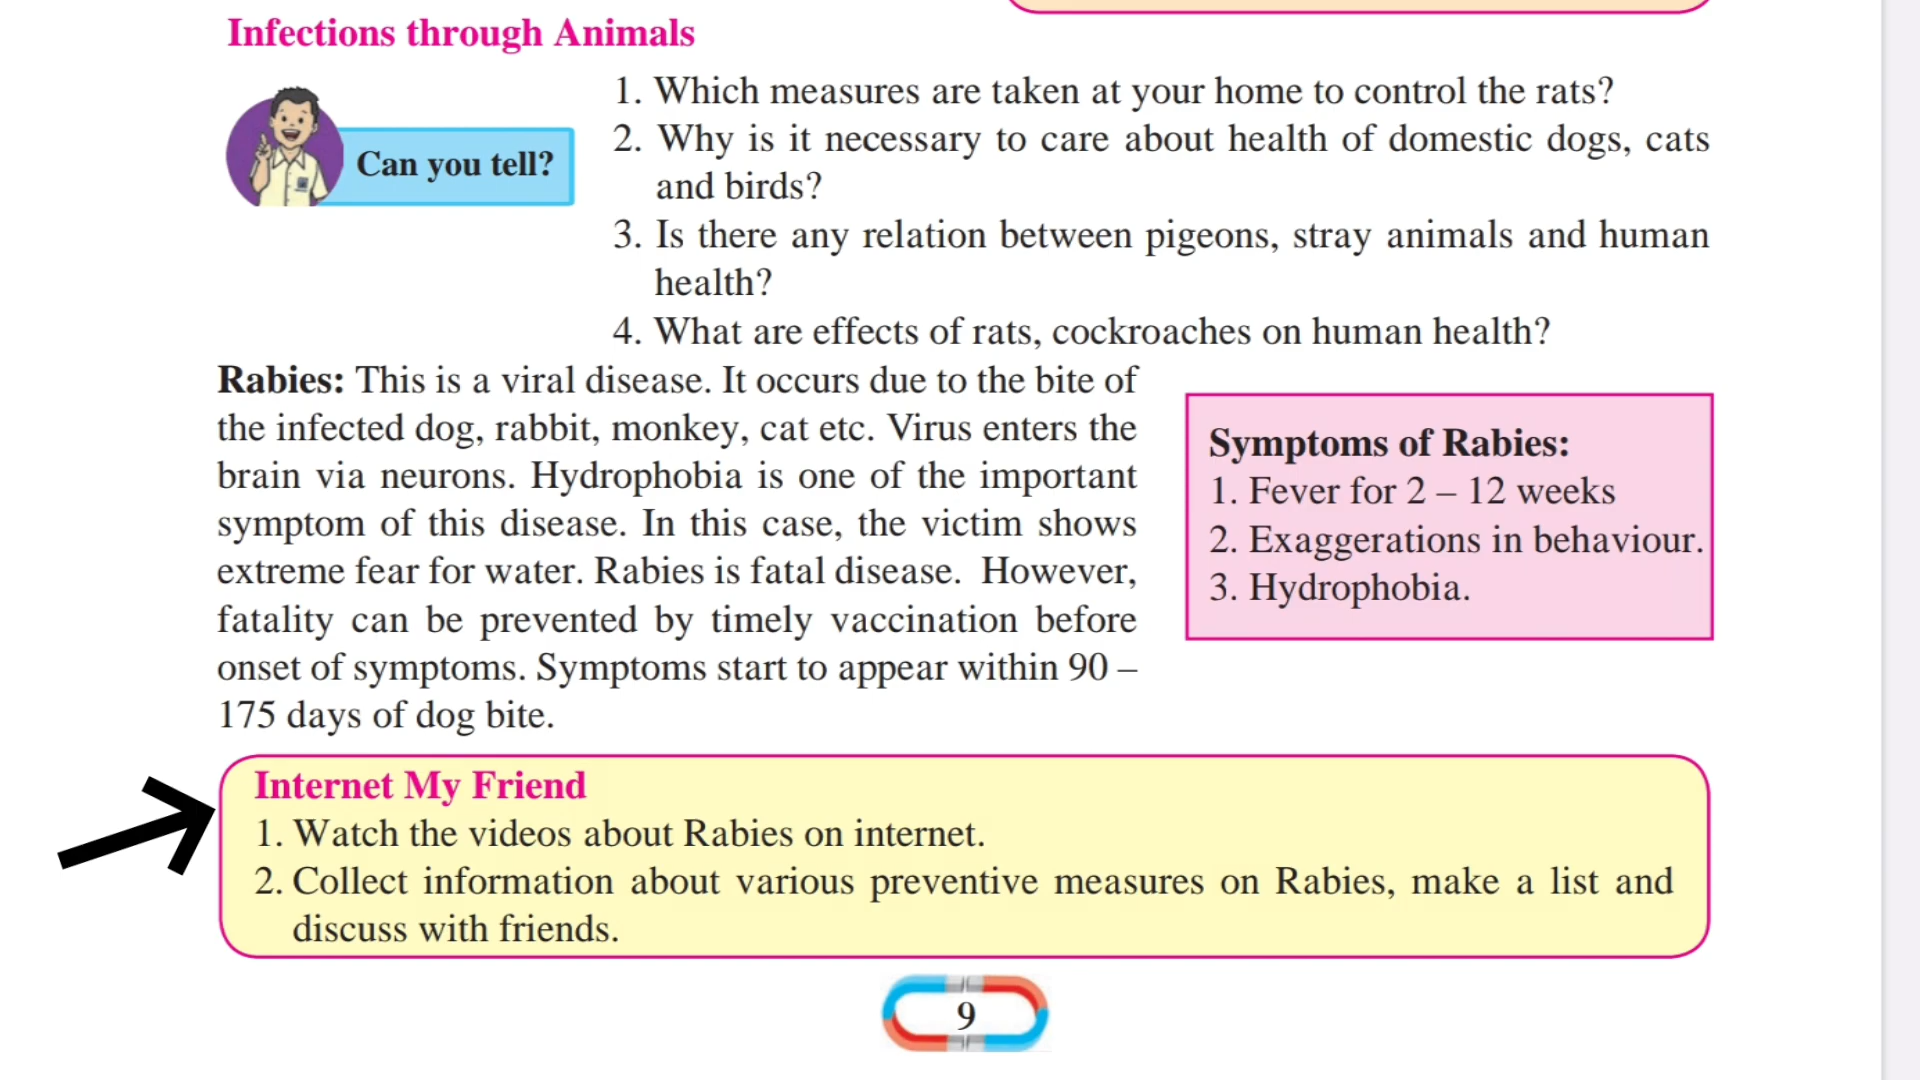 Infections through Animals
Can you tell?
1. Which measures are taken at your home to control the rats?
2. Why is it necessary to care about health of domestic dogs, cats
and birds?
3. Is there any relation between pigeons, stray animals and human
health?
4. What are effects of rats, cockroaches on human health?
Rabies: This is a viral disease. It occurs due to the bite of
the infected dog, rabbit, monkey, cat etc. Virus enters the
brain via neurons. Hydrophobia is one of the important
symptom of this disease. In this case, the victim shows
extreme fear for water. Rabies is fatal disease. However,
fatality can be prevented by timely vaccination before
onset of symptoms. Symptoms start to appear within 90 –
175 days of dog bite.
Symptoms of Rabies:
1. Fever for 2 – 12 weeks
2. Exaggerations in behaviour.
3. Hydrophobia.
Internet My Friend
1. Watch the videos about Rabies on internet.
2. Collect information about various preventive measures on Rabies, make a list and
discuss with friends.
9